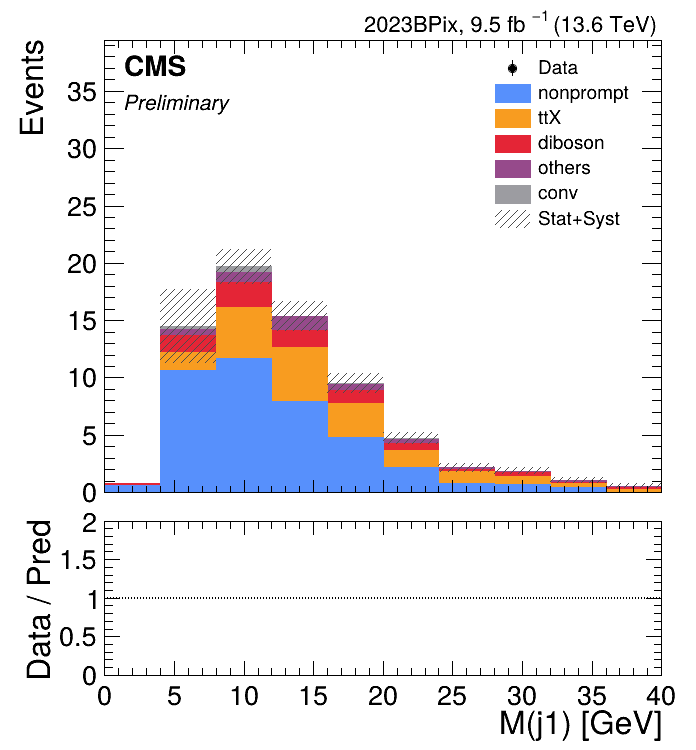 2023BPix, 9.5 fb⁻¹ (13.6 TeV)
CMS
Preliminary
Events
35
30
25
20
15
10
5
0
Data
nonprompt
ttX
diboson
others
conv
Stat+Syst
Data / Pred
2
1.5
1
0.5
0
0 5 10 15 20 25 30 35 40
M(j1) [GeV]